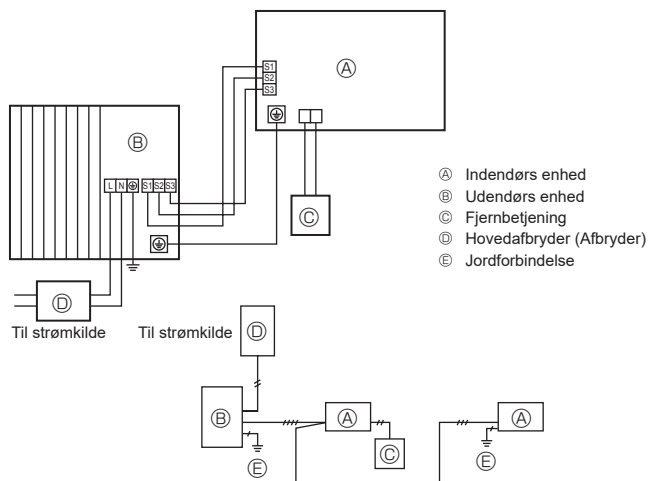 S1
S2
S3
Ⓐ
Ⓑ
L N S1 S2 S3
Ⓒ
Ⓐ Indendørs enhed
Ⓑ Udendørs enhed
Ⓒ Fjernbetjening
Ⓓ Hovedafbryder (Afbryder)
Ⓔ Jordforbindelse
Ⓓ
Til strømkilde
Til strømkilde
Ⓓ
Ⓑ
Ⓐ
Ⓐ
Ⓒ
Ⓔ
Ⓔ